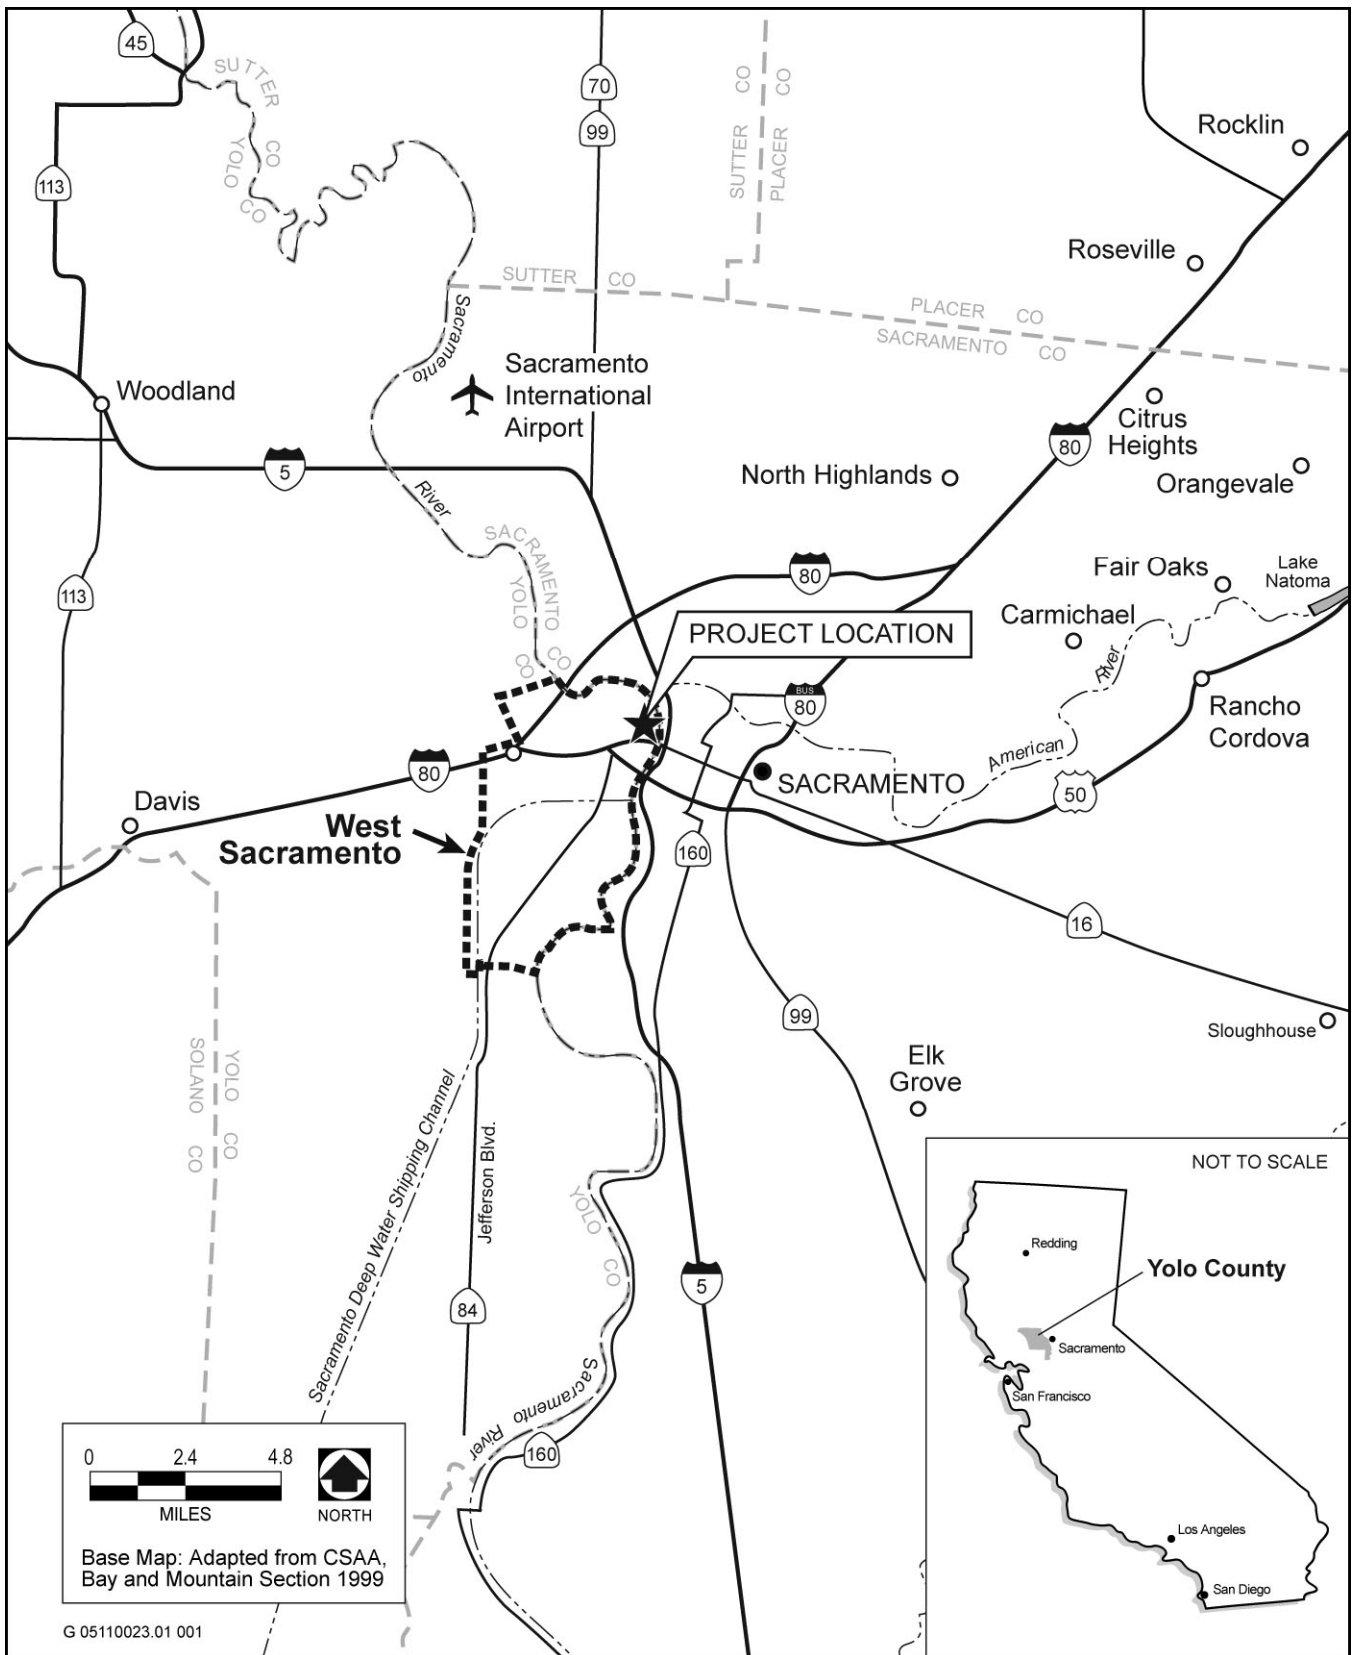 45
SUTTER CO
YOLO CO
70
99
SUTTER CO
PLACER CO
Rocklin
113
Roseville
SUTTER CO
PLACER CO
SACRAMENTO CO
Sacramento
River
Sacramento
International
Airport
Woodland
5
Citrus
Heights
80
North Highlands
Orangevale
SACRAMENTO CO
YOLO CO
80
Fair Oaks
Lake
Natoma
113
Carmichael
PROJECT LOCATION
American
River
BUS
80
Rancho
Cordova
80
SACRAMENTO
50
Davis
West
Sacramento
160
16
99
Sloughhouse
Elk
Grove
YOLO CO
SOLANO CO
Sacramento Deep Water Shipping Channel
Jefferson Blvd.
YOLO CO
5
84
Sacramento
River
160
NOT TO SCALE
Redding
Yolo County
Sacramento
San Francisco
Los Angeles
San Diego
0 2.4 4.8
MILES
NORTH
Base Map: Adapted from CSAA,
Bay and Mountain Section 1999
G 05110023.01 001